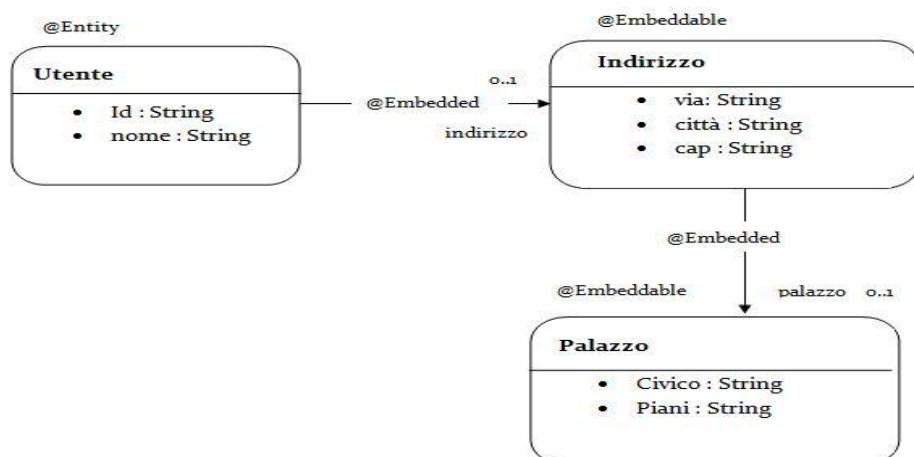 @Entity
Utente
• Id : String
• nome : String
@Embedded
0..1
indirizzo
@Embeddable
Indirizzo
• via: String
• città : String
• cap : String
@Embedded
@Embeddable
palazzo 0..1
Palazzo
• Civico : String
• Piani : String